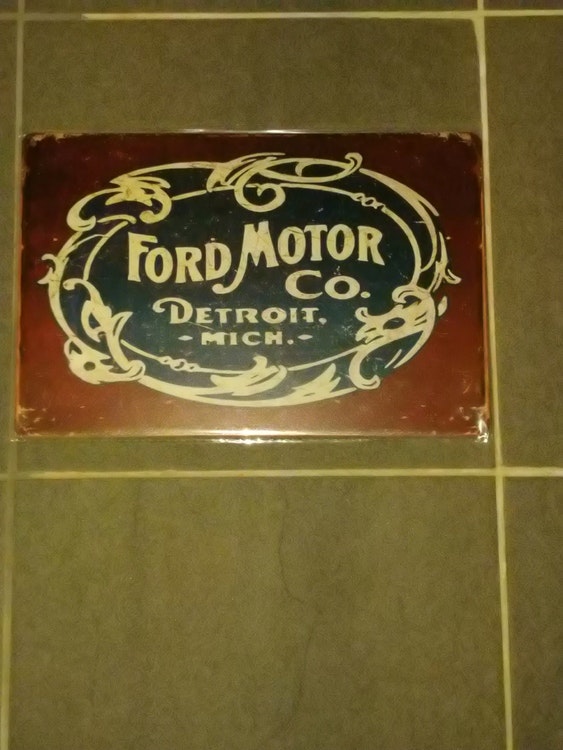 FORD MOTOR
CO.
DETROIT.
-MICH.-